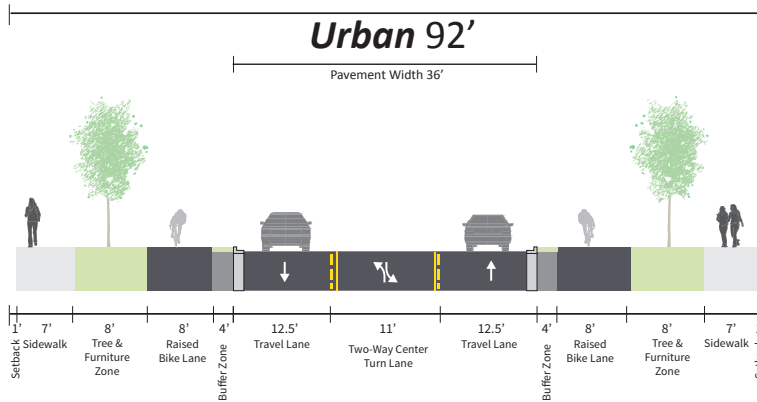 Urban 92’
Pavement Width 36’
1’ 7’ 8’ 8’ 4’ 12.5’ 11’ 12.5’ 4’ 8’ 8’ 7’
Setback
Sidewalk
Tree &
Furniture
Zone
Raised
Bike Lane
Buffer Zone
Travel Lane
Two-Way Center
Turn Lane
Travel Lane
Buffer Zone
Raised
Bike Lane
Tree &
Furniture
Zone
Sidewalk